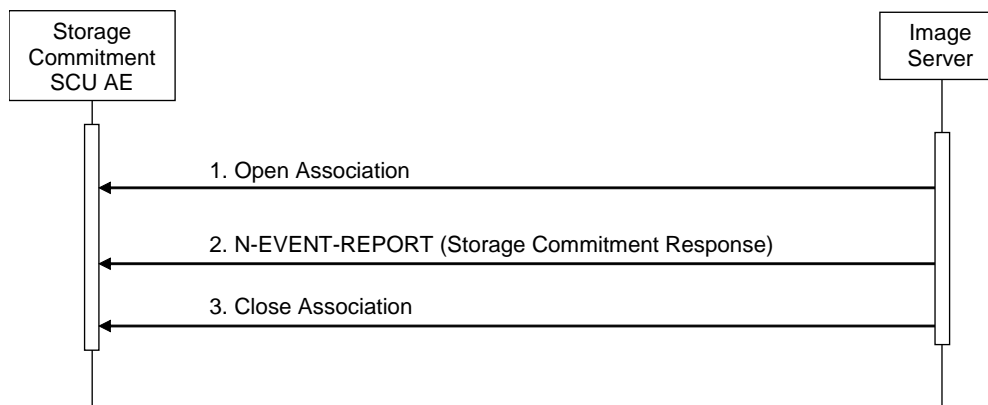 Storage
Commitment
SCU AE
Image
Server
1. Open Association
2. N-EVENT-REPORT (Storage Commitment Response)
3. Close Association